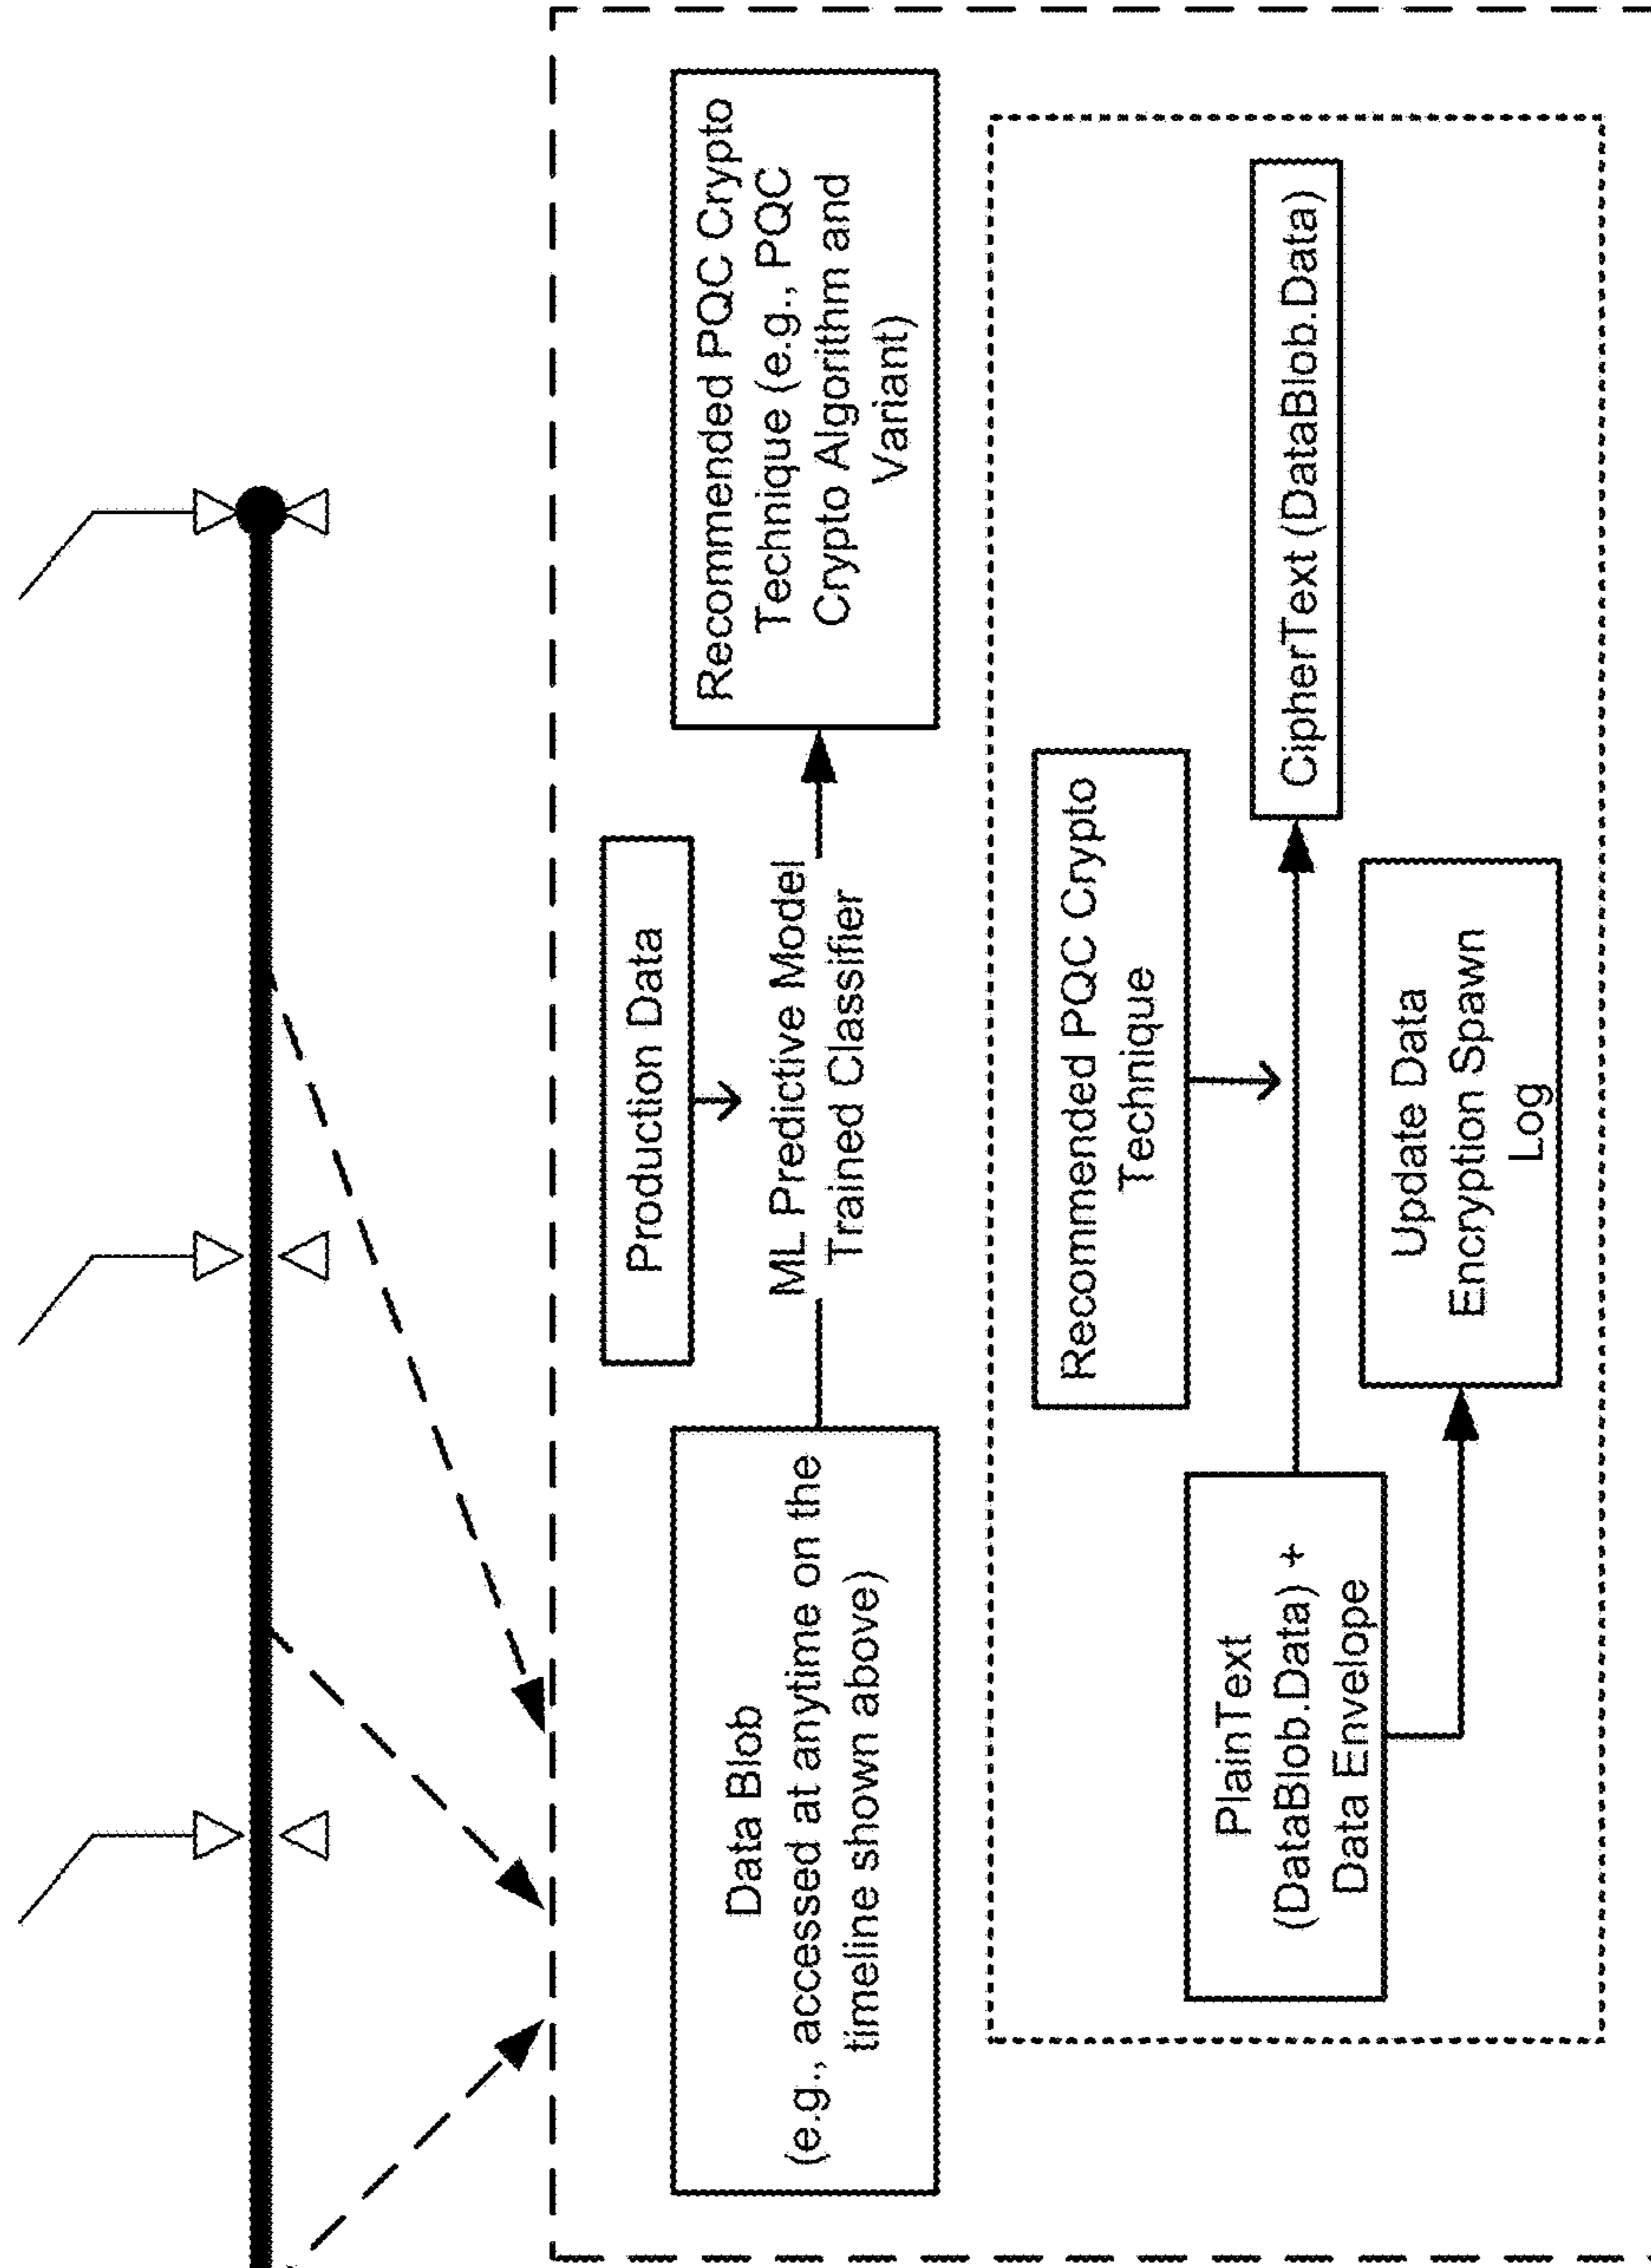 Production Data
Data Blob
(e.g., accessed at anytime on the
timeline shown above)
ML Predictive Model
Trained Classifier
Recommended PQC Crypto
Technique (e.g., PQC
Crypto Algorithm and
Variant)
Recommended PQC Crypto
Technique
PlainText
(DataBlob.Data) +
Data Envelope
CipherText (DataBlob.Data)
Update Data
Encryption Spawn
Log